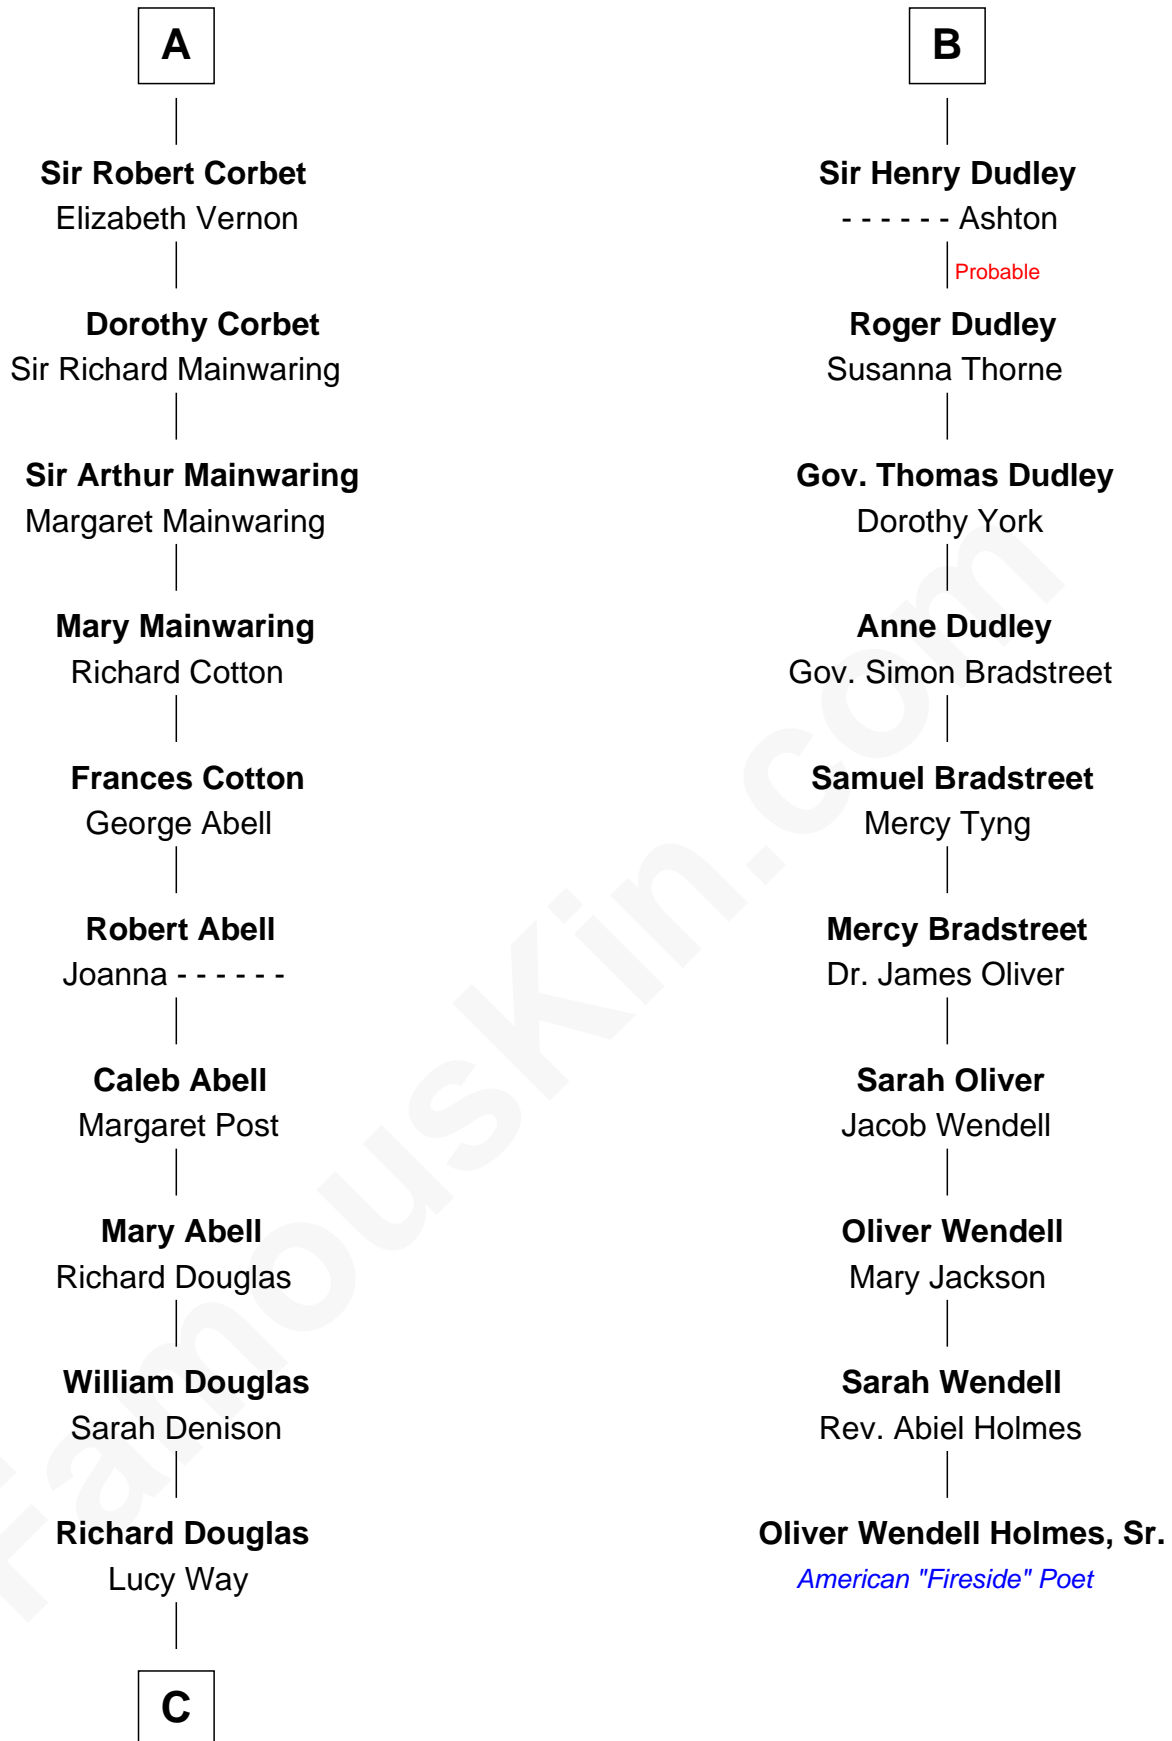 A
Sir Robert Corbet
Elizabeth Vernon
Dorothy Corbet
Sir Richard Mainwaring
Sir Arthur Mainwaring
Margaret Mainwaring
Mary Mainwaring
Richard Cotton
Frances Cotton
George Abell
Robert Abell
Joanna - - - - - -
Caleb Abell
Margaret Post
Mary Abell
Richard Douglas
William Douglas
Sarah Denison
Richard Douglas
Lucy Way
C
B
Sir Henry Dudley
- - - - - - Ashton
Probable
Roger Dudley
Susanna Thorne
Gov. Thomas Dudley
Dorothy York
Anne Dudley
Gov. Simon Bradstreet
Samuel Bradstreet
Mercy Tyng
Mercy Bradstreet
Dr. James Oliver
Sarah Oliver
Jacob Wendell
Oliver Wendell
Mary Jackson
Sarah Wendell
Rev. Abiel Holmes
Oliver Wendell Holmes, Sr.
American "Fireside" Poet
FamousKin.com